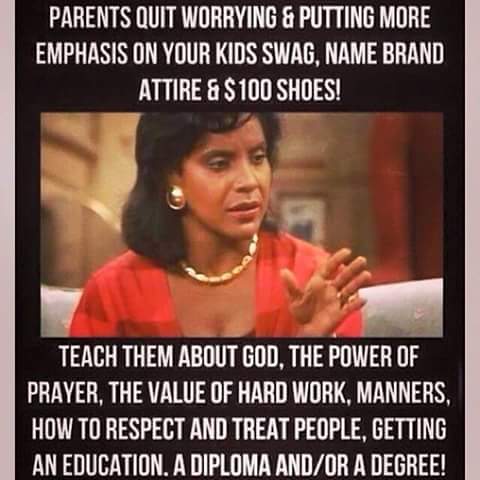 PARENTS QUIT WORRYING & PUTTING MORE
EMPHASIS ON YOUR KIDS SWAG, NAME BRAND
ATTIRE & $100 SHOES!
TEACH THEM ABOUT GOD, THE POWER OF
PRAYER, THE VALUE OF HARD WORK, MANNERS,
HOW TO RESPECT AND TREAT PEOPLE, GETTING
AN EDUCATION. A DIPLOMA AND/OR A DEGREE!